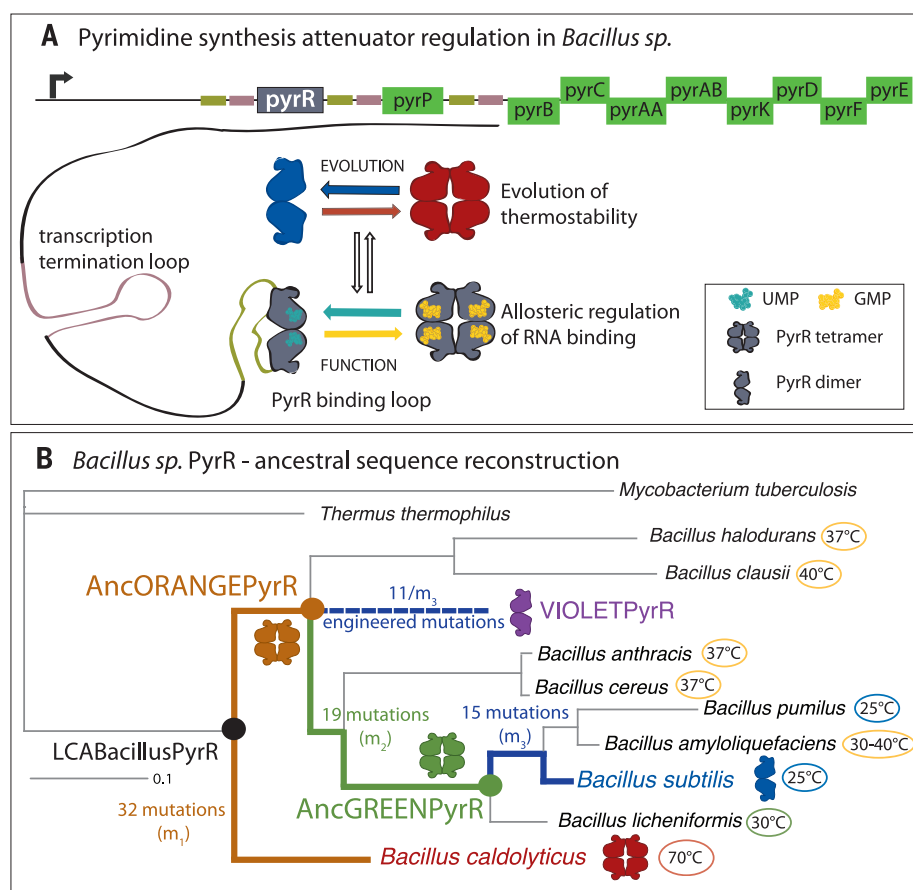 A Pyrimidine synthesis attenuator regulation in Bacillus sp.
pyrR
pyrP
pyrB
pyrC
pyrAA
pyrAB
pyrK
pyrD
pyrF
pyrE
EVOLUTION
Evolution of
thermostability
transcription
termination loop
Allosteric regulation
of RNA binding
FUNCTION
PyrR binding loop
UMP
GMP
PyrR tetramer
PyrR dimer
B Bacillus sp. PyrR - ancestral sequence reconstruction
Mycobacterium tuberculosis
Thermus thermophilus
Bacillus halodurans 37°C
Bacillus clausii 40°C
AncORANGEPyrR
11/m3
engineered mutations
VIOLETPyrR
Bacillus anthracis 37°C
Bacillus cereus 37°C
19 mutations
(m2)
15 mutations
(m3)
Bacillus pumilus 25°C
Bacillus amyloliquefaciens 30-40°C
LCABacillusPyrR
0.1
Bacillus subtilis 25°C
AncGREENPyrR
Bacillus licheniformis 30°C
32 mutations
(m1)
Bacillus caldolyticus 70°C